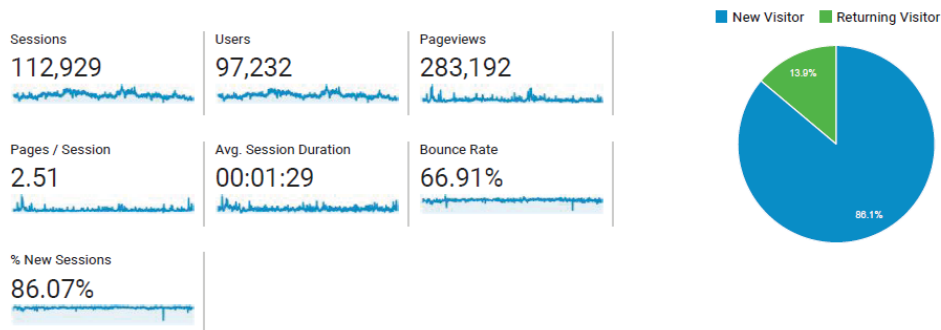 New Visitor Returning Visitor
Sessions Users Pageviews
112,929 97,232 283,192
13.9%
Pages / Session Avg. Session Duration Bounce Rate
2.51 00:01:29 66.91%
86.1%
% New Sessions
86.07%